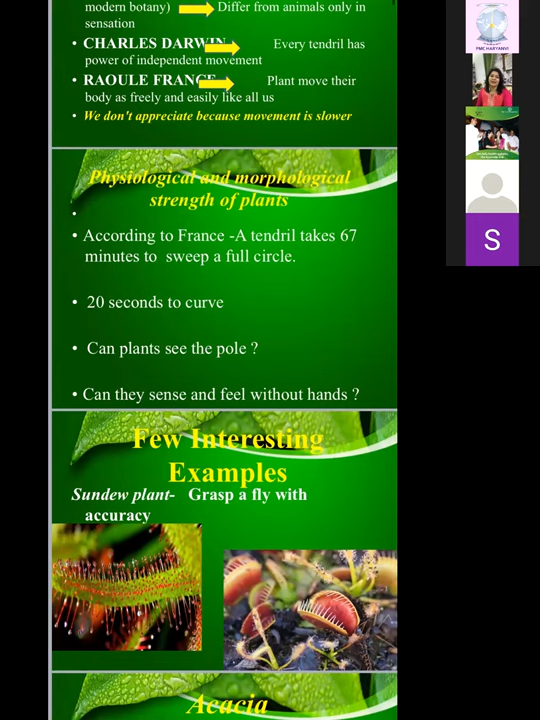 modern botany) Differ from animals only in
sensation
• CHARLES DARWIN Every tendril has
power of independent movement
• RAOULE FRANCE Plant move their
body as freely and easily like all us
• We don't appreciate because movement is slower
Physiological and morphological
strength of plants
•
• According to France -A tendril takes 67
minutes to sweep a full circle.
• 20 seconds to curve
• Can plants see the pole ?
• Can they sense and feel without hands ?
Few Interesting
Examples
Sundew plant- Grasp a fly with
accuracy
Acacia
PMC HARYANVI
S